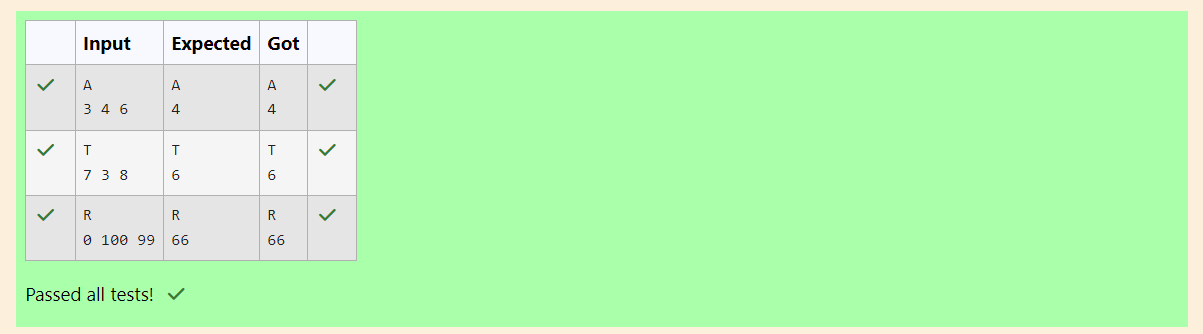 Input Expected Got
A A A
3 4 6 4 4
T T T
7 3 8 6 6
R R R
0 100 99 66 66
Passed all tests!